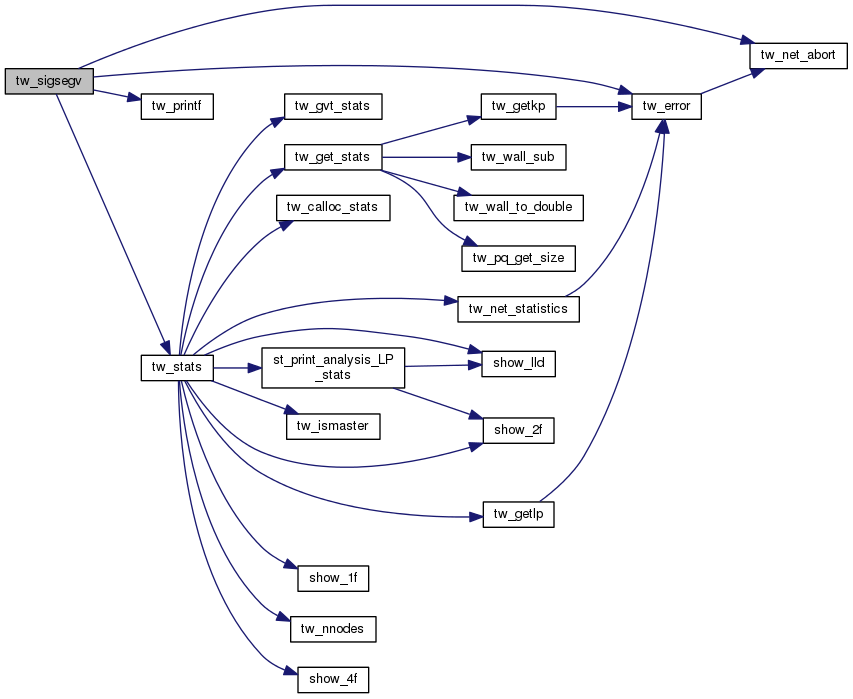 tw_net_abort
tw_sigsegv
tw_printf
tw_gvt_stats
tw_getkp
tw_error
tw_get_stats
tw_wall_sub
tw_calloc_stats
tw_wall_to_double
tw_pq_get_size
tw_net_statistics
tw_stats
st_print_analysis_LP
_stats
show_lld
tw_ismaster
show_2f
tw_getlp
show_1f
tw_nnodes
show_4f